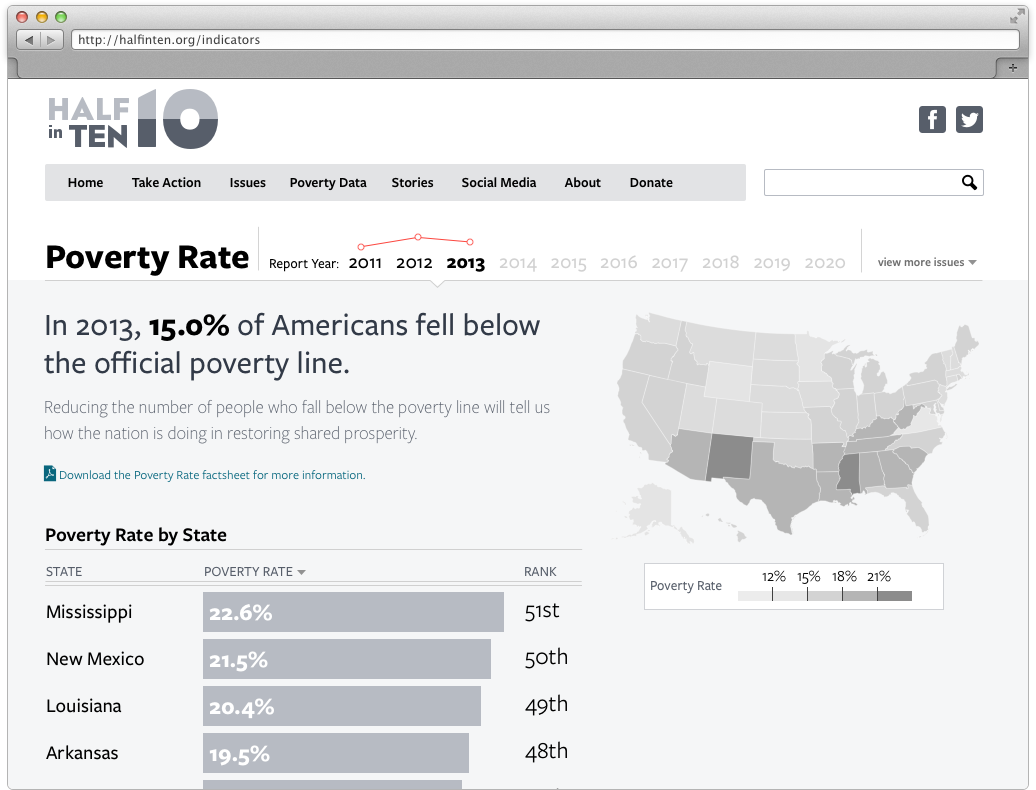 http://halfinten.org/indicators
HALF
in TEN 10
Home Take Action Issues Poverty Data Stories Social Media About Donate
Poverty Rate
Report Year: 2011 2012 2013 2014 2015 2016 2017 2018 2019 2020
view more issues
In 2013, 15.0% of Americans fell below
the official poverty line.
Reducing the number of people who fall below the poverty line will tell us
how the nation is doing in restoring shared prosperity.
Download the Poverty Rate factsheet for more information.
Poverty Rate by State
STATE POVERTY RATE RANK
Mississippi 22.6% 51st
New Mexico 21.5% 50th
Louisiana 20.4% 49th
Arkansas 19.5% 48th
Poverty Rate 12% 15% 18% 21%